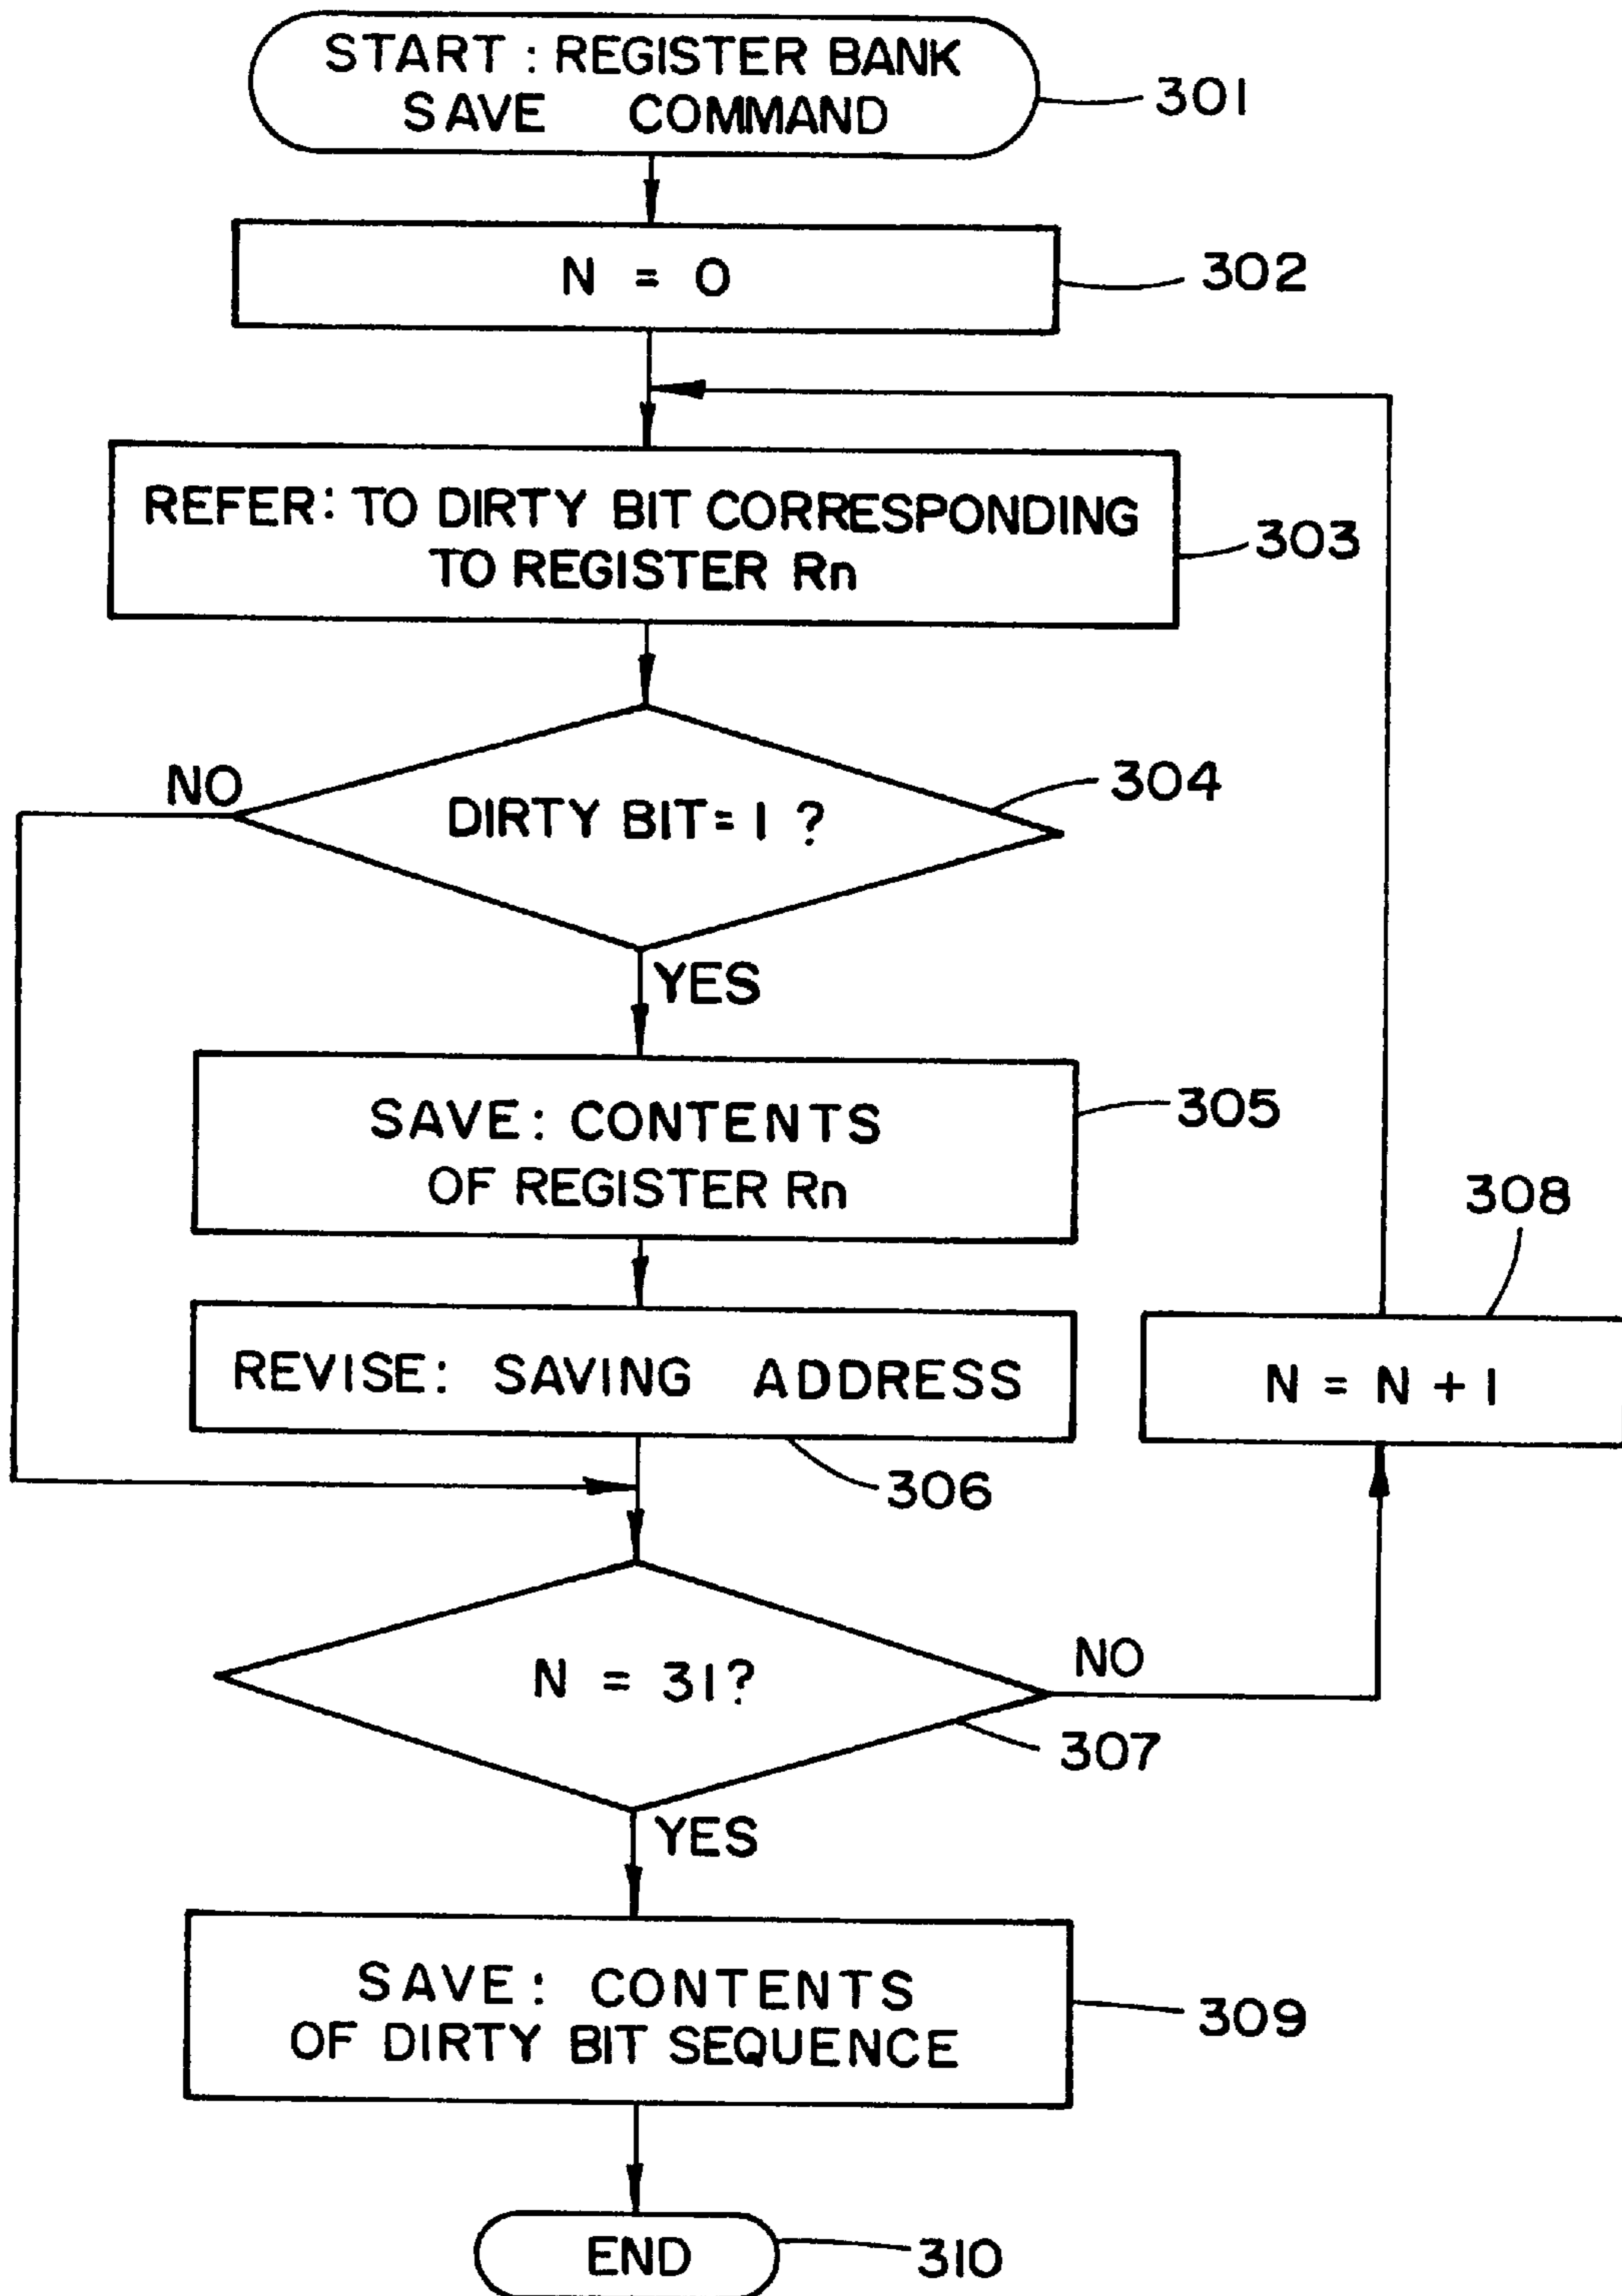 START : REGISTER BANK
SAVE COMMAND
301
N = 0
302
REFER: TO DIRTY BIT CORRESPONDING
TO REGISTER Rn
303
NO
DIRTY BIT = 1 ?
304
YES
SAVE: CONTENTS
OF REGISTER Rn
305
REVISE: SAVING ADDRESS
306
308
N = N + 1
N = 31?
NO
307
YES
SAVE: CONTENTS
OF DIRTY BIT SEQUENCE
309
END
310